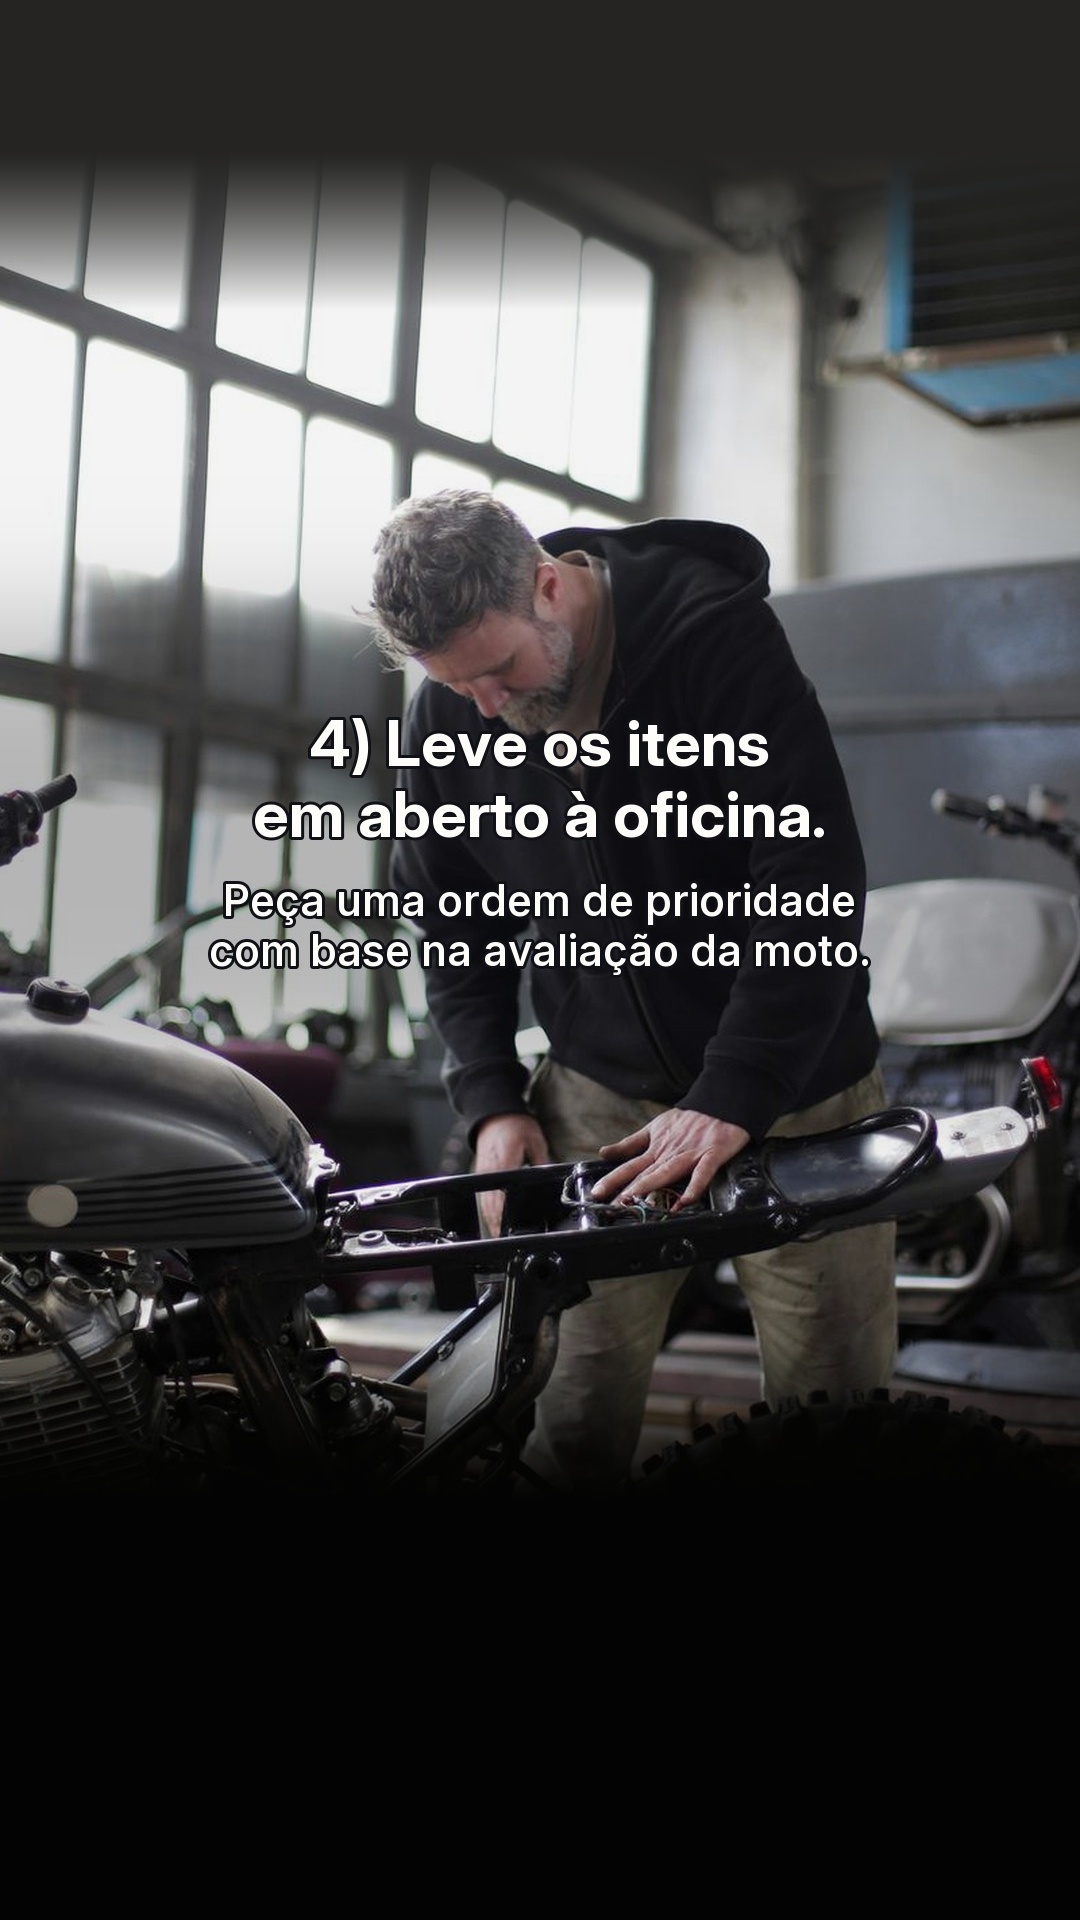 4) Leve os itens
em aberto à oficina.
Peça uma ordem de prioridade
com base na avaliação da moto.